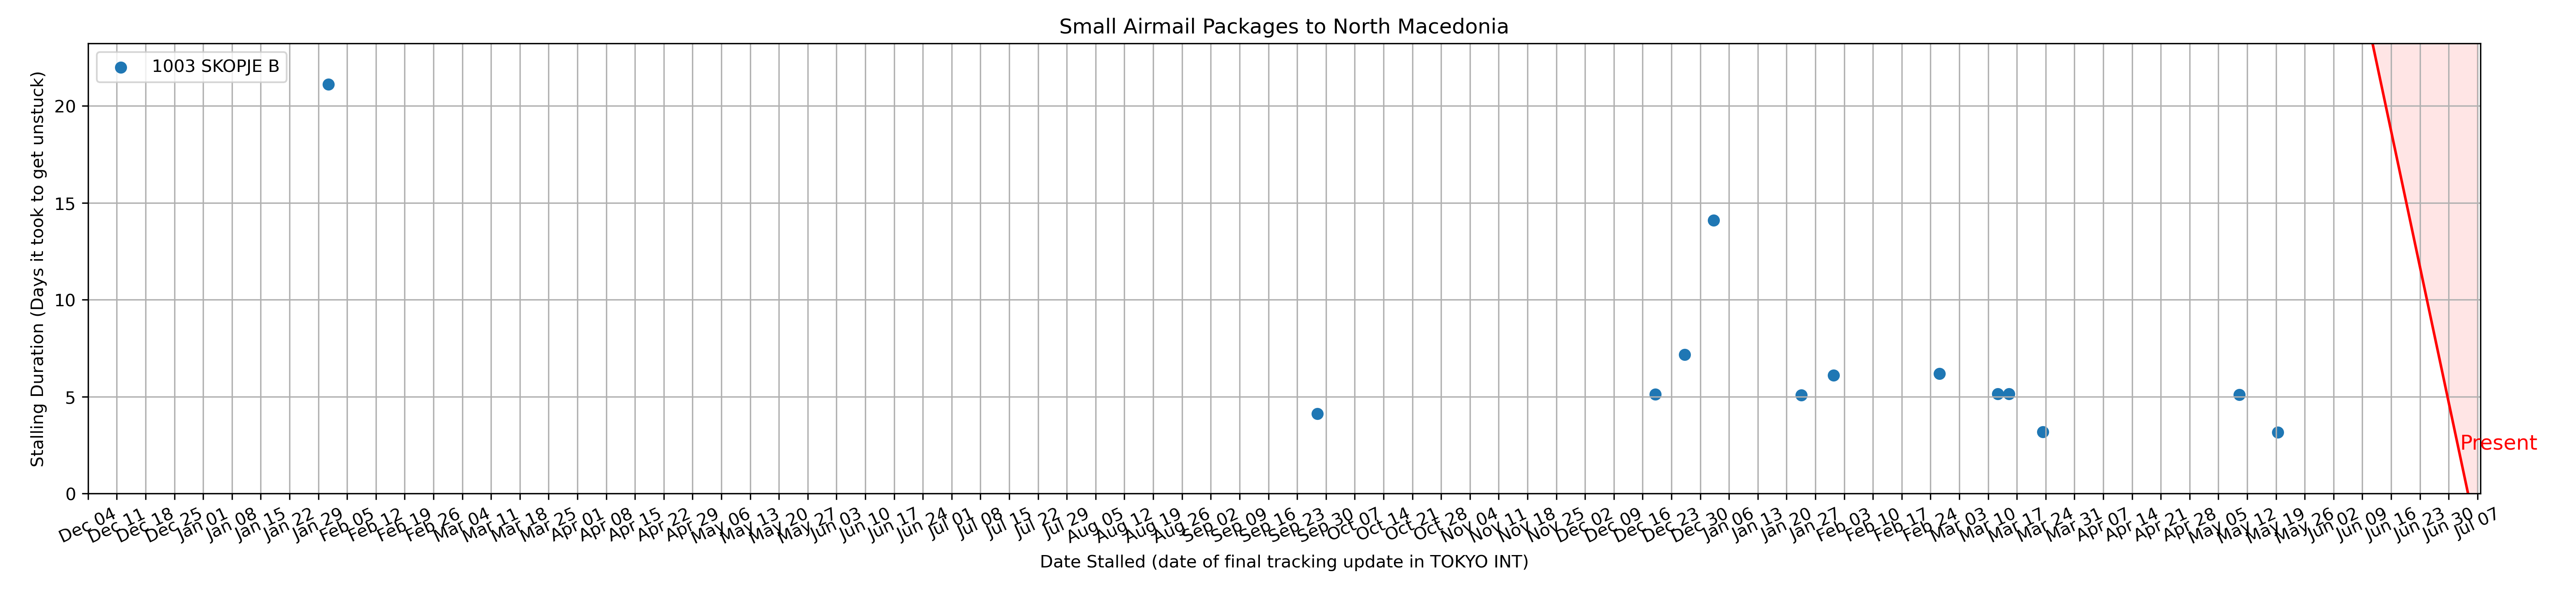 Small Airmail Packages to North Macedonia
1003 SKOPJE B
Stalling Duration (Days it took to get unstuck)
20
15
10
5
0
Present
Dec 04
Dec 11
Dec 18
Dec 25
Jan 01
Jan 08
Jan 15
Jan 22
Jan 29
Feb 05
Feb 12
Feb 19
Feb 26
Mar 04
Mar 11
Mar 18
Mar 25
Apr 01
Apr 08
Apr 15
Apr 22
Apr 29
May 06
May 13
May 20
May 27
Jun 03
Jun 10
Jun 17
Jun 24
Jul 01
Jul 08
Jul 15
Jul 22
Jul 29
Aug 05
Aug 12
Aug 19
Aug 26
Sep 02
Sep 09
Sep 16
Sep 23
Sep 30
Oct 07
Oct 14
Oct 21
Oct 28
Nov 04
Nov 11
Nov 18
Nov 25
Dec 02
Dec 09
Dec 16
Dec 23
Dec 30
Jan 06
Jan 13
Jan 20
Jan 27
Feb 03
Feb 10
Feb 17
Feb 24
Mar 03
Mar 10
Mar 17
Mar 24
Mar 31
Apr 07
Apr 14
Apr 21
Apr 28
May 05
May 12
May 19
May 26
Jun 02
Jun 09
Jun 16
Jun 23
Jun 30
Jul 07
Date Stalled (date of final tracking update in TOKYO INT)